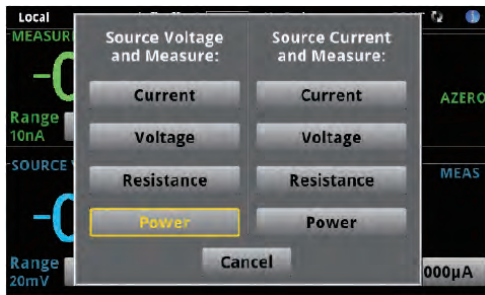 Local
MEASUR
Source Voltage
and Measure:
Source Current
and Measure:
Current
Current
Voltage
Voltage
Resistance
Resistance
Power
Power
Cancel
-0
Range
10nA
AZERO
SOURCE V
MEAS
-0
Range
20mV
000µA